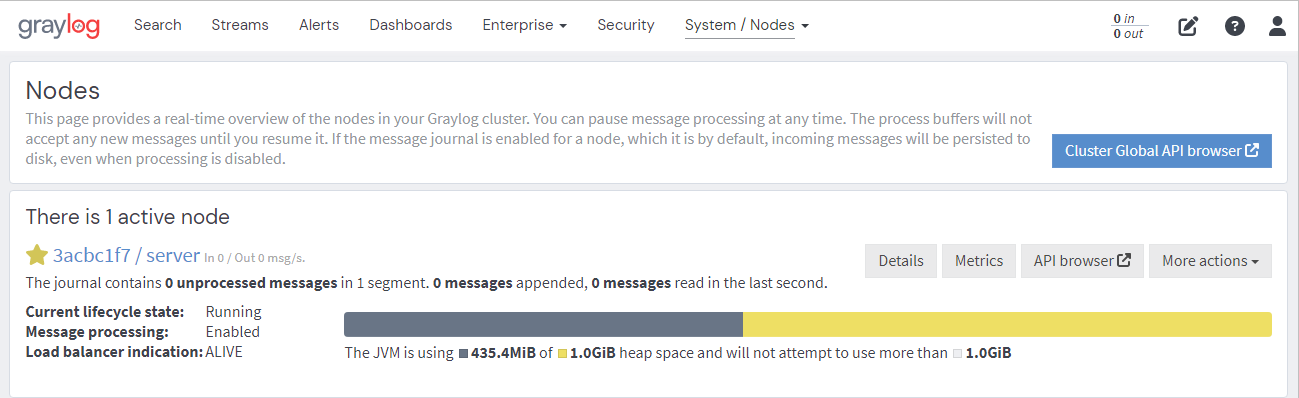 graylog Search Streams Alerts Dashboards Enterprise Security System / Nodes 0 in
0 out
Nodes
This page provides a real-time overview of the nodes in your Graylog cluster. You can pause message processing at any time. The process buffers will not
accept any new messages until you resume it. If the message journal is enabled for a node, which it is by default, incoming messages will be persisted to
disk, even when processing is disabled.
Cluster Global API browser
There is 1 active node
3acbc1f7 / server In 0 / Out 0 msg/s.
Details Metrics API browser More actions
The journal contains 0 unprocessed messages in 1 segment. 0 messages appended, 0 messages read in the last second.
Current lifecycle state: Running
Message processing: Enabled
Load balancer indication: ALIVE
The JVM is using 435.4MiB of 1.0GiB heap space and will not attempt to use more than 1.0GiB